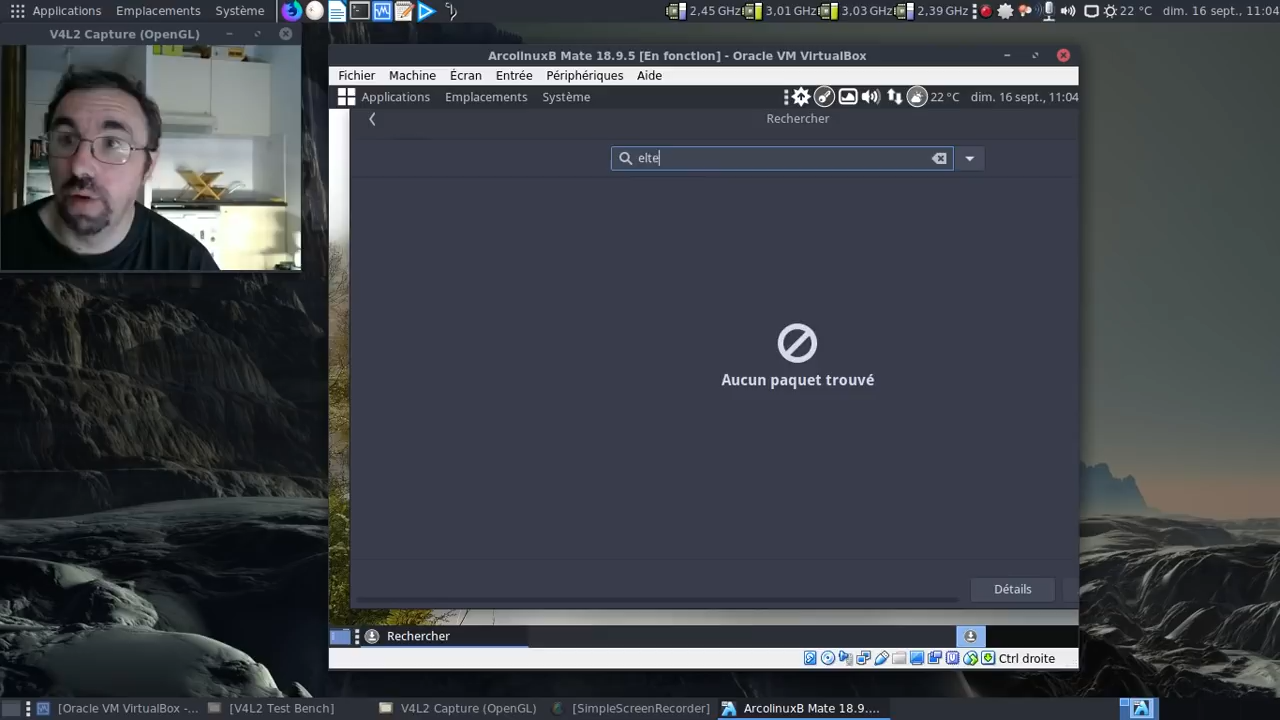 Applications Emplacements Système
2,45 GHz 3,01 GHz 3,03 GHz 2,39 GHz 22 °C dim. 16 sept., 11:04
V4L2 Capture (OpenGL)
ArcolinuxB Mate 18.9.5 [En fonction] - Oracle VM VirtualBox
Fichier Machine Écran Entrée Périphériques Aide
Applications Emplacements Système 22 °C dim. 16 sept., 11:04
Rechercher
elte
Aucun paquet trouvé
Détails
Rechercher
Ctrl droite
[Oracle VM VirtualBox -... [V4L2 Test Bench] V4L2 Capture (OpenGL) [SimpleScreenRecorder] ArcolinuxB Mate 18.9....